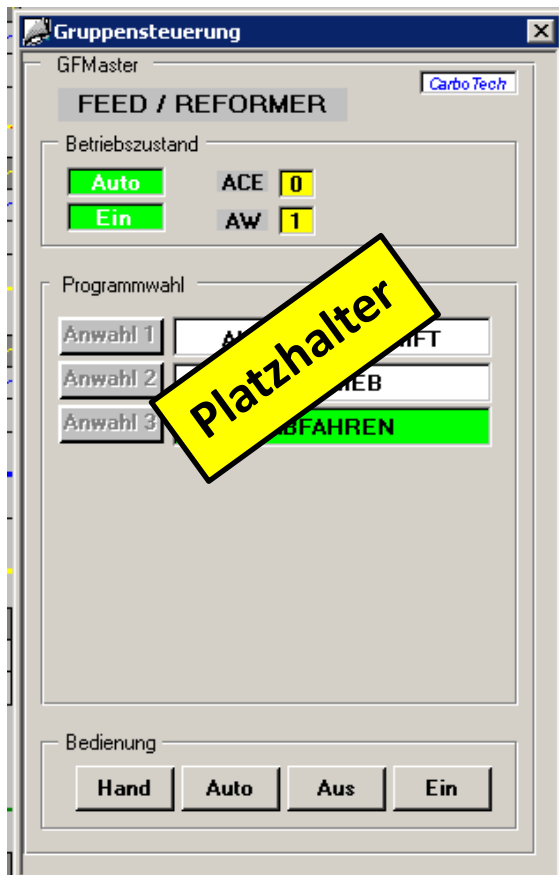 Gruppensteuerung
GFMaster
CarboTech
FEED / REFORMER
Betriebszustand
Auto ACE 0
Ein AW 1
Programmwahl
Anwahl 1
Anwahl 2
Anwahl 3 ABFAHREN
Platzhalter
Bedienung
Hand Auto Aus Ein